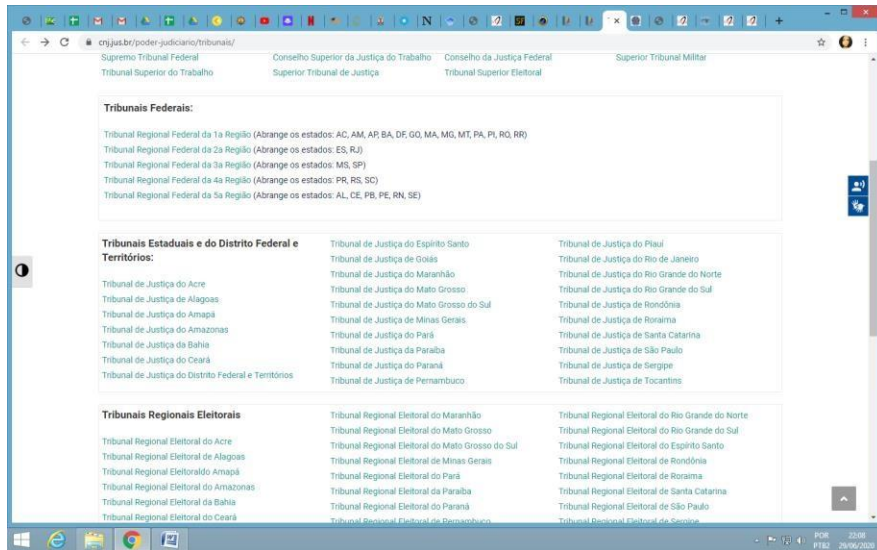 cnj.jus.br/poder-judiciario/tribunais/
Supremo Tribunal Federal
Conselho Superior da Justiça do Trabalho
Conselho da Justiça Federal
Superior Tribunal Militar
Tribunal Superior do Trabalho
Superior Tribunal de Justiça
Tribunal Superior Eleitoral
Tribunais Federais:
Tribunal Regional Federal da 1a Região (Abrange os estados: AC, AM, AP, BA, DF, GO, MA, MG, MT, PA, PI, RO, RR)
Tribunal Regional Federal da 2a Região (Abrange os estados: ES, RJ)
Tribunal Regional Federal da 3a Região (Abrange os estados: MS, SP)
Tribunal Regional Federal da 4a Região (Abrange os estados: PR, RS, SC)
Tribunal Regional Federal da 5a Região (Abrange os estados: AL, CE, PB, PE, RN, SE)
Tribunais Estaduais e do Distrito Federal e
Territórios:
Tribunal de Justiça do Acre
Tribunal de Justiça de Alagoas
Tribunal de Justiça do Amapá
Tribunal de Justiça do Amazonas
Tribunal de Justiça da Bahia
Tribunal de Justiça do Ceará
Tribunal de Justiça do Distrito Federal e Territórios
Tribunal de Justiça do Espírito Santo
Tribunal de Justiça de Goiás
Tribunal de Justiça do Maranhão
Tribunal de Justiça do Mato Grosso
Tribunal de Justiça do Mato Grosso do Sul
Tribunal de Justiça de Minas Gerais
Tribunal de Justiça do Pará
Tribunal de Justiça da Paraíba
Tribunal de Justiça do Paraná
Tribunal de Justiça de Pernambuco
Tribunal de Justiça do Piauí
Tribunal de Justiça do Rio de Janeiro
Tribunal de Justiça do Rio Grande do Norte
Tribunal de Justiça do Rio Grande do Sul
Tribunal de Justiça de Rondônia
Tribunal de Justiça de Roraima
Tribunal de Justiça de Santa Catarina
Tribunal de Justiça de São Paulo
Tribunal de Justiça de Sergipe
Tribunal de Justiça de Tocantins
Tribunais Regionais Eleitorais
Tribunal Regional Eleitoral do Acre
Tribunal Regional Eleitoral de Alagoas
Tribunal Regional Eleitoraldo Amapá
Tribunal Regional Eleitoral do Amazonas
Tribunal Regional Eleitoral da Bahia
Tribunal Regional Eleitoral do Ceará
Tribunal Regional Eleitoral do Maranhão
Tribunal Regional Eleitoral do Mato Grosso
Tribunal Regional Eleitoral do Mato Grosso do Sul
Tribunal Regional Eleitoral de Minas Gerais
Tribunal Regional Eleitoral do Pará
Tribunal Regional Eleitoral da Paraíba
Tribunal Regional Eleitoral do Paraná
Tribunal Regional Eleitoral de Pernambuco
Tribunal Regional Eleitoral do Rio Grande do Norte
Tribunal Regional Eleitoral do Rio Grande do Sul
Tribunal Regional Eleitoral do Espírito Santo
Tribunal Regional Eleitoral de Rondônia
Tribunal Regional Eleitoral de Roraima
Tribunal Regional Eleitoral de Santa Catarina
Tribunal Regional Eleitoral de São Paulo
Tribunal Regional Eleitoral de Sergipe
POR
22:08
PTB2
29/06/2020